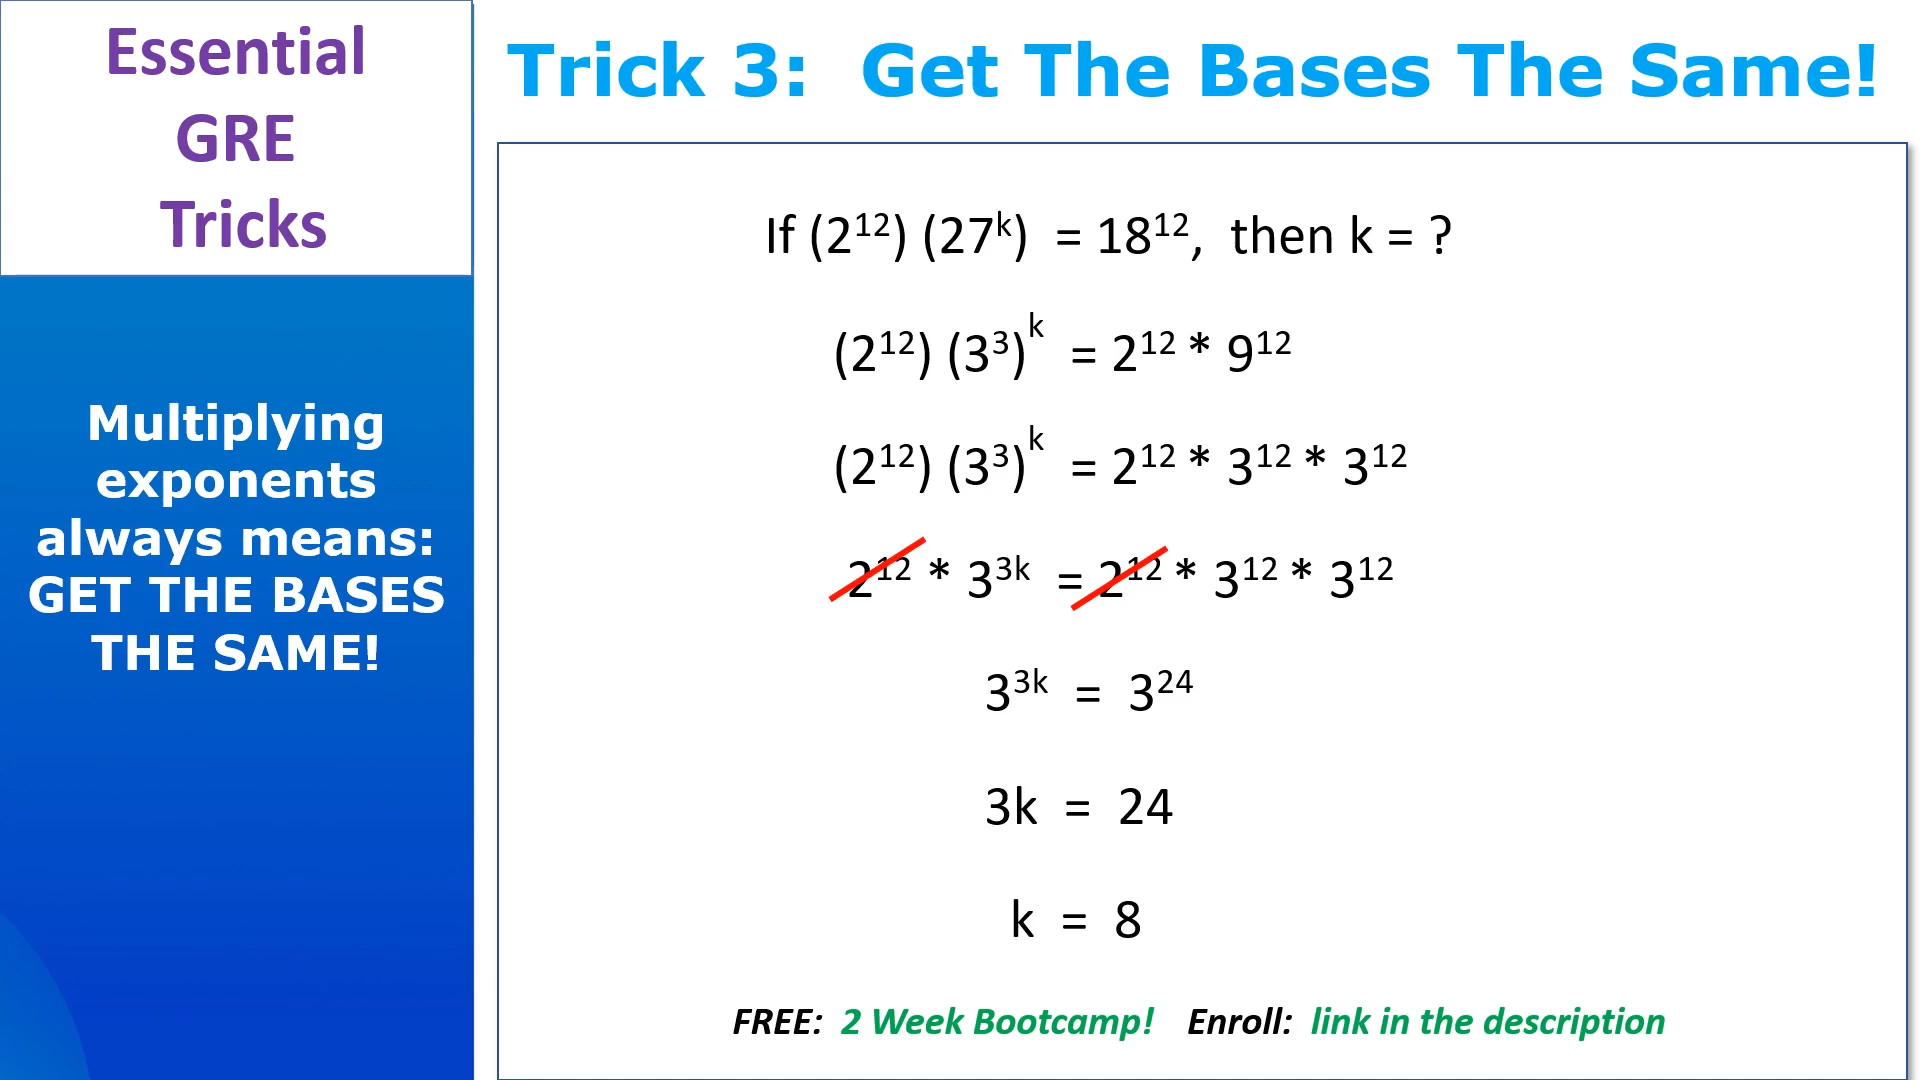 Essential
GRE
Tricks
Multiplying
exponents
always means:
GET THE BASES
THE SAME!
Trick 3: Get The Bases The Same!
If (2¹²) (27ᵏ) = 18¹², then k = ?
(2¹²) (3³)ᵏ = 2¹² * 9¹²
(2¹²) (3³)ᵏ = 2¹² * 3¹² * 3¹²
2¹² * 3³ᵏ = 2¹² * 3¹² * 3¹²
3³ᵏ = 3²⁴
3k = 24
k = 8
FREE: 2 Week Bootcamp! Enroll: link in the description